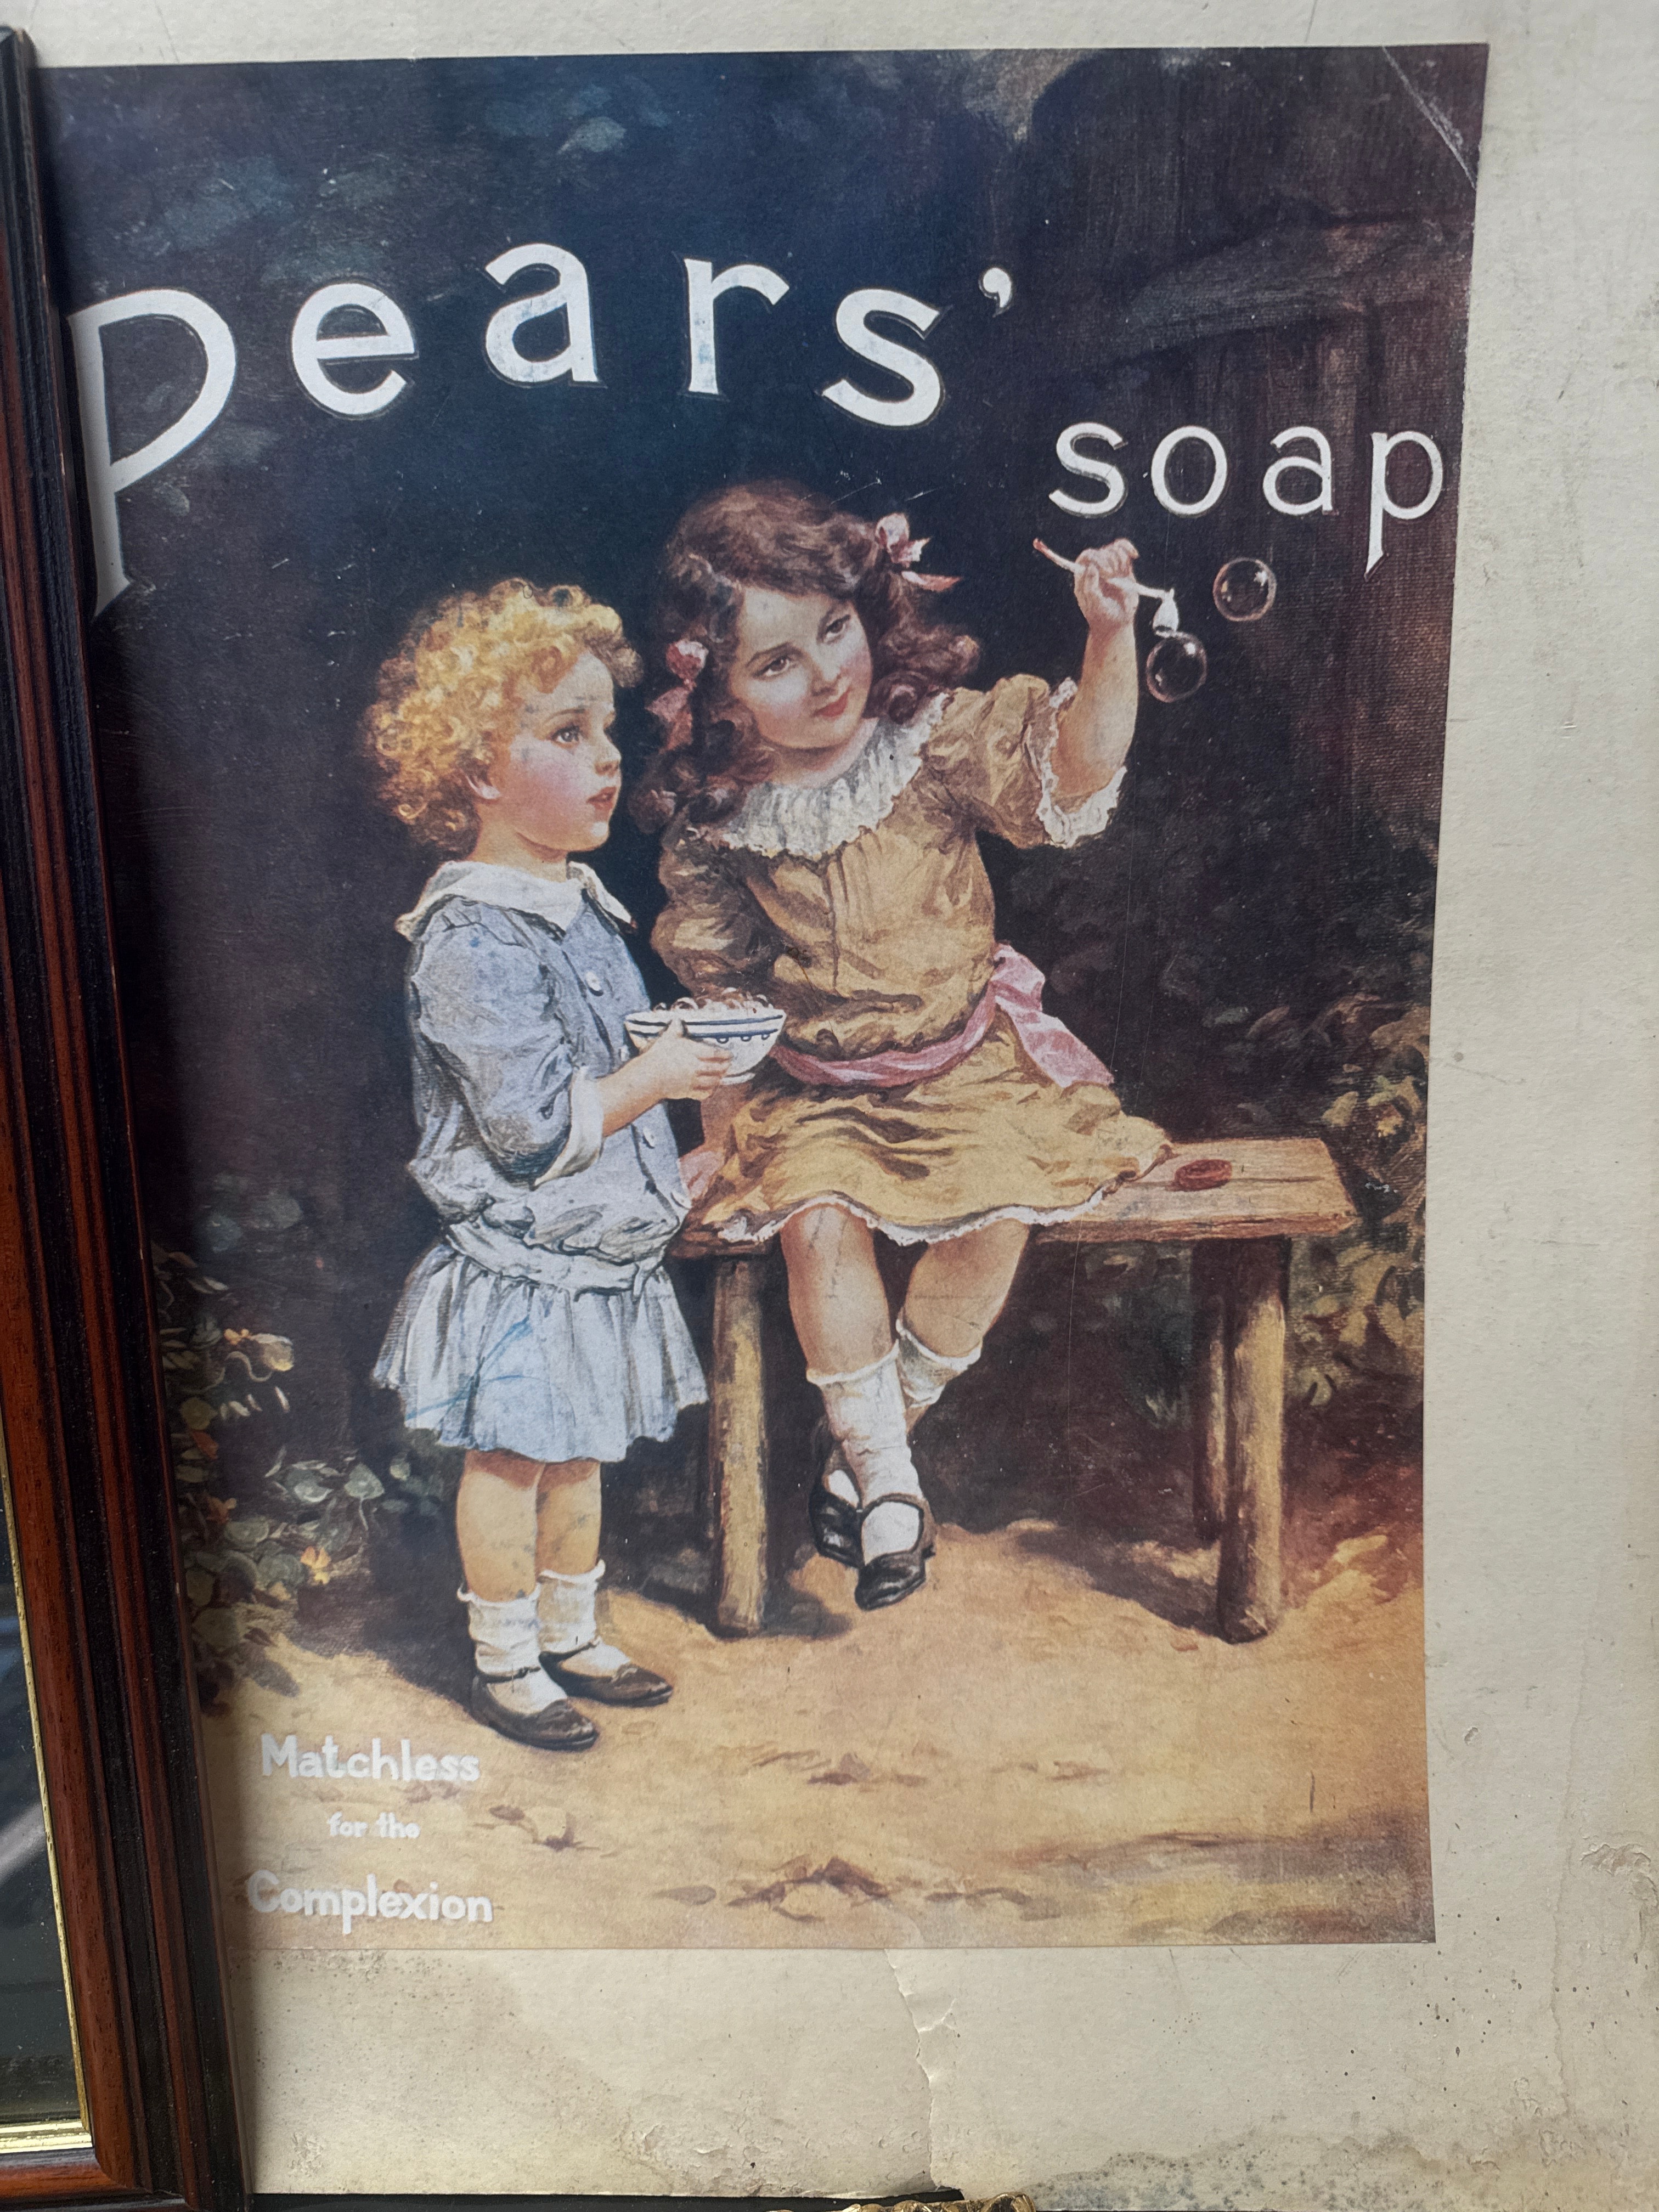 Pears'
soap
Matchless
for the
Complexion